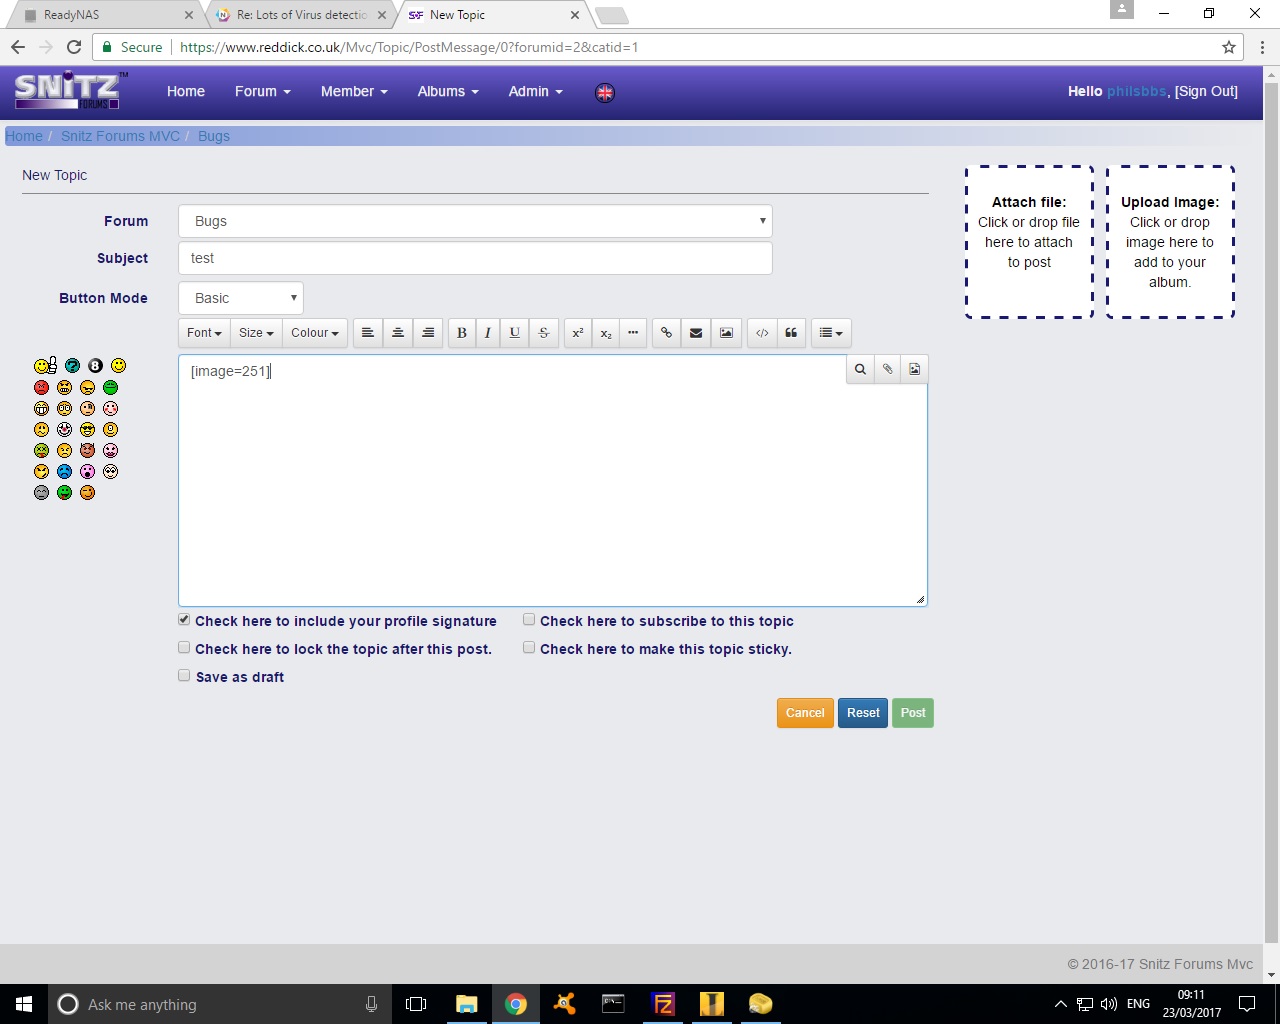 ReadyNAS
Re: Lots of Virus detectio
New Topic
Secure
https://www.reddick.co.uk/Mvc/Topic/PostMessage/0?forumid=2&catid=1
SNiTZ™ FORUMS
Home
Forum
Member
Albums
Admin
Hello philsbbs, [Sign Out]
Home / Snitz Forums MVC / Bugs
New Topic
Attach file:
Click or drop file
here to attach
to post
Upload Image:
Click or drop
image here to
add to your
album.
Forum Bugs
Subject test
Button Mode Basic
Font Size Colour B I U S x² x₂ ··· </>
8
[image=251]
Check here to include your profile signature
Check here to subscribe to this topic
Check here to lock the topic after this post.
Check here to make this topic sticky.
Save as draft
Cancel Reset Post
© 2016-17 Snitz Forums Mvc
Ask me anything
ENG
09:11
23/03/2017